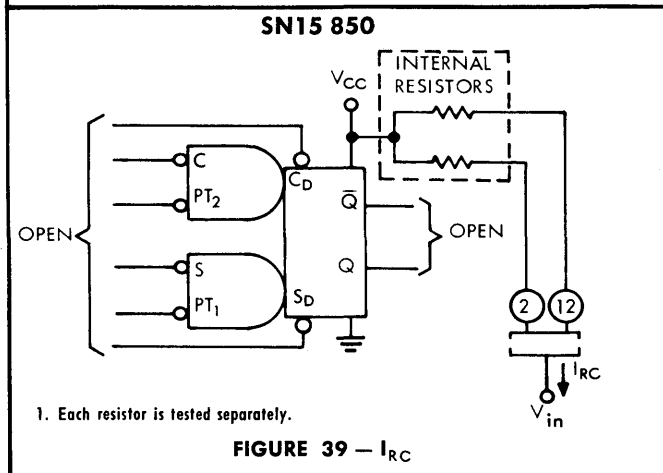 SN15 850
INTERNAL
RESISTORS
VCC
C
CD
PT2
Q̅
OPEN
OPEN
S
Q
PT1
SD
2
12
IRC
Vin
1. Each resistor is tested separately.
FIGURE 39 — IRC